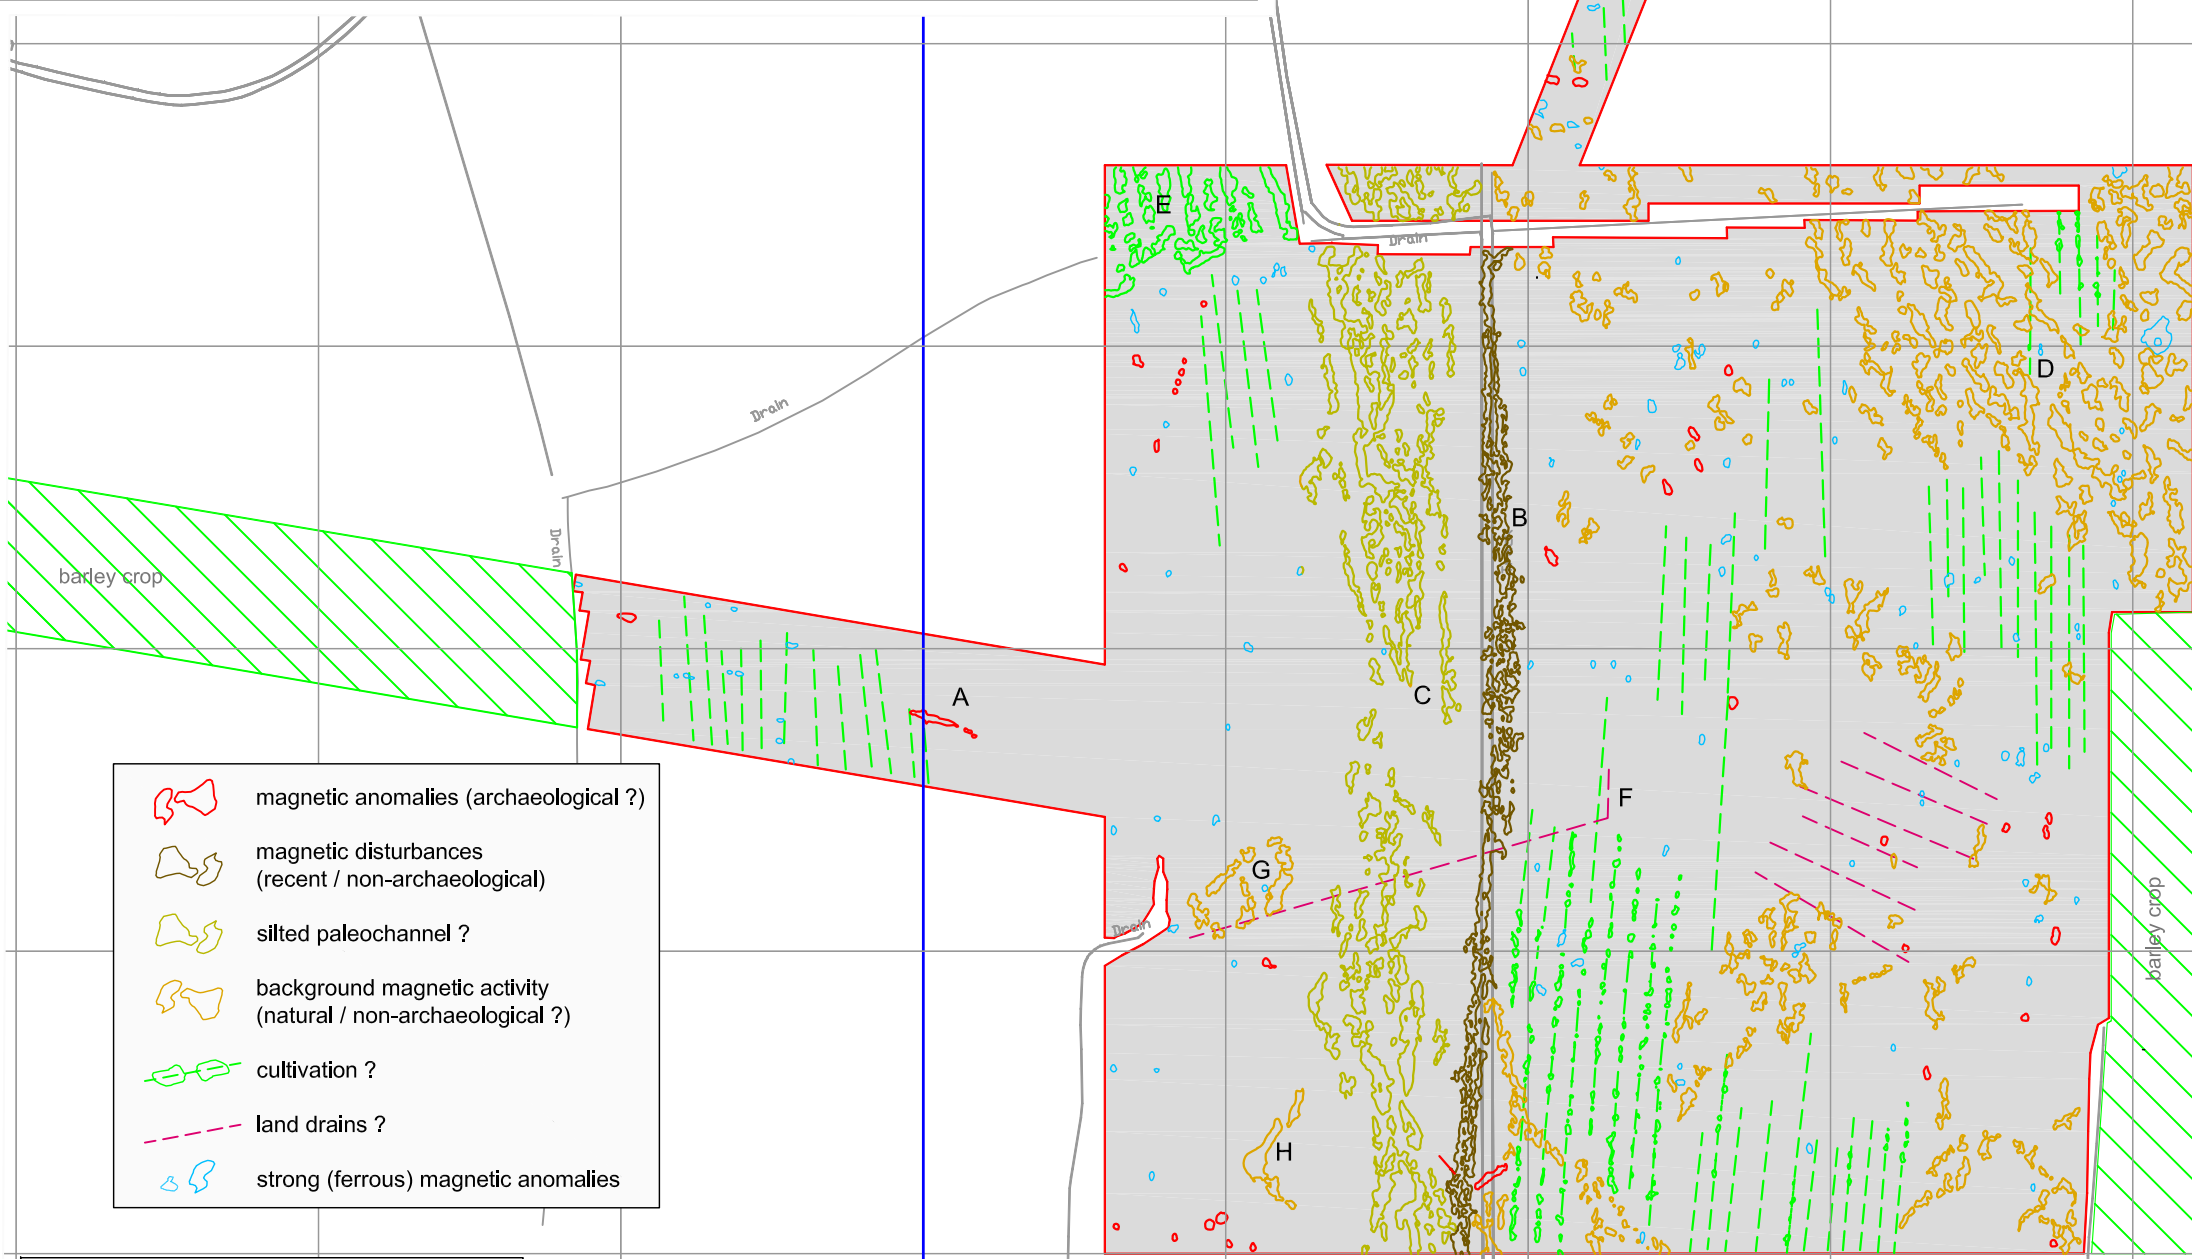 E
Drain
D
Drain
B
Drain
barley crop
A
C
F
G
Drain
barley crop
H
magnetic anomalies (archaeological ?)
magnetic disturbances
(recent / non-archaeological)
silted paleochannel ?
background magnetic activity
(natural / non-archaeological ?)
cultivation ?
land drains ?
strong (ferrous) magnetic anomalies